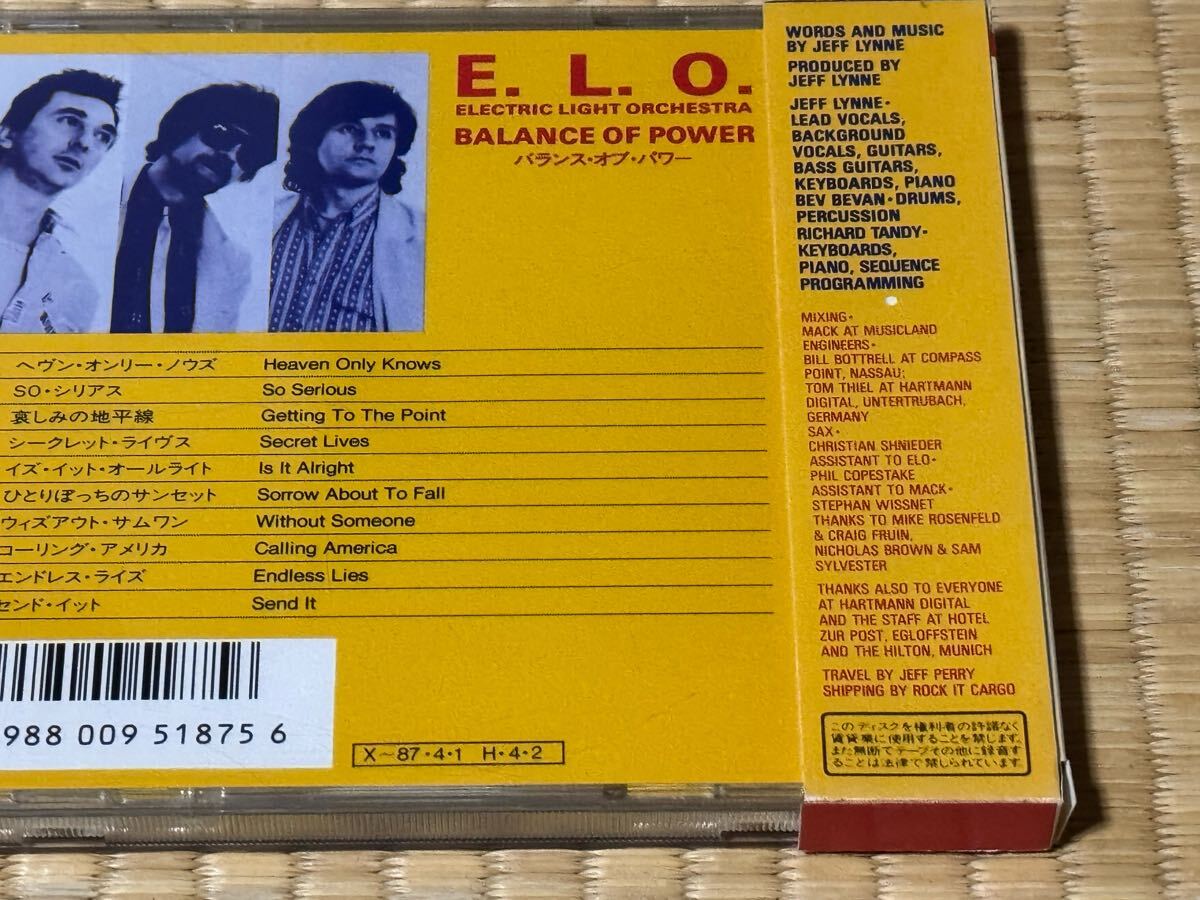 E. L. O.
ELECTRIC LIGHT ORCHESTRA
BALANCE OF POWER
バランス・オブ・パワー
ヘヴン・オンリー・ノウズ Heaven Only Knows
SO・シリアス So Serious
哀しみの地平線 Getting To The Point
シークレット・ライヴス Secret Lives
イズ・イット・オールライト Is It Alright
ひとりぼっちのサンセット Sorrow About To Fall
ウィズアウト・サムワン Without Someone
コーリング・アメリカ Calling America
エンドレス・ライズ Endless Lies
センド・イット Send It
988 009 51875 6
X~87・4・1 H・4・2
WORDS AND MUSIC
BY JEFF LYNNE
PRODUCED BY
JEFF LYNNE
JEFF LYNNE・
LEAD VOCALS,
BACKGROUND
VOCALS, GUITARS,
BASS GUITARS,
KEYBOARDS, PIANO
BEV BEVAN・DRUMS,
PERCUSSION
RICHARD TANDY・
KEYBOARDS,
PIANO, SEQUENCE
PROGRAMMING
MIXING・
MACK AT MUSICLAND
ENGINEERS・
BILL BOTTRELL AT COMPASS
POINT, NASSAU;
TOM THIEL AT HARTMANN
DIGITAL, UNTERTRUBACH,
GERMANY
SAX・
CHRISTIAN SHNIEDER
ASSISTANT TO ELO・
PHIL COPESTAKE
ASSISTANT TO MACK・
STEPHAN WISSNET
THANKS TO MIKE ROSENFELD
& CRAIG FRUIN,
NICHOLAS BROWN & SAM
SYLVESTER
THANKS ALSO TO EVERYONE
AT HARTMANN DIGITAL
AND THE STAFF AT HOTEL
ZUR POST, EGLOFFSTEIN
AND THE HILTON, MUNICH
TRAVEL BY JEFF PERRY
SHIPPING BY ROCK IT CARGO
このディスクを権利者の許諾なく
賃貸業に使用することを禁じます。
また無断でテープその他に録音す
ることは法律で禁じられています。